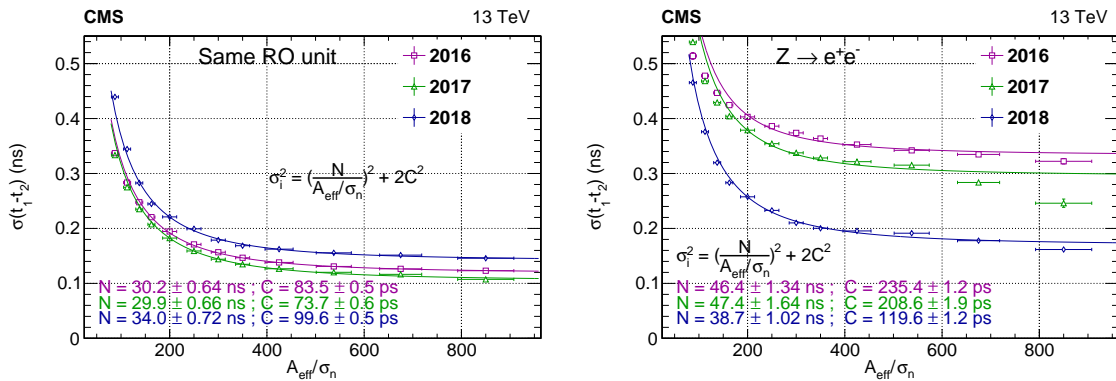 CMS 13 TeV
Same RO unit
2016
2017
2018
σ(t1-t2) (ns)
0.5
0.4
0.3
0.2
0.1
0
σi² = (N / Aeff/σn)² + 2C²
N = 30.2 ± 0.64 ns ; C = 83.5 ± 0.5 ps
N = 29.9 ± 0.66 ns ; C = 73.7 ± 0.6 ps
N = 34.0 ± 0.72 ns ; C = 99.6 ± 0.5 ps
200 400 600 800
Aeff/σn
CMS 13 TeV
Z → e⁺e⁻
2016
2017
2018
σ(t1-t2) (ns)
0.5
0.4
0.3
0.2
0.1
0
σi² = (N / Aeff/σn)² + 2C²
N = 46.4 ± 1.34 ns ; C = 235.4 ± 1.2 ps
N = 47.4 ± 1.64 ns ; C = 208.6 ± 1.9 ps
N = 38.7 ± 1.02 ns ; C = 119.6 ± 1.2 ps
200 400 600 800
Aeff/σn